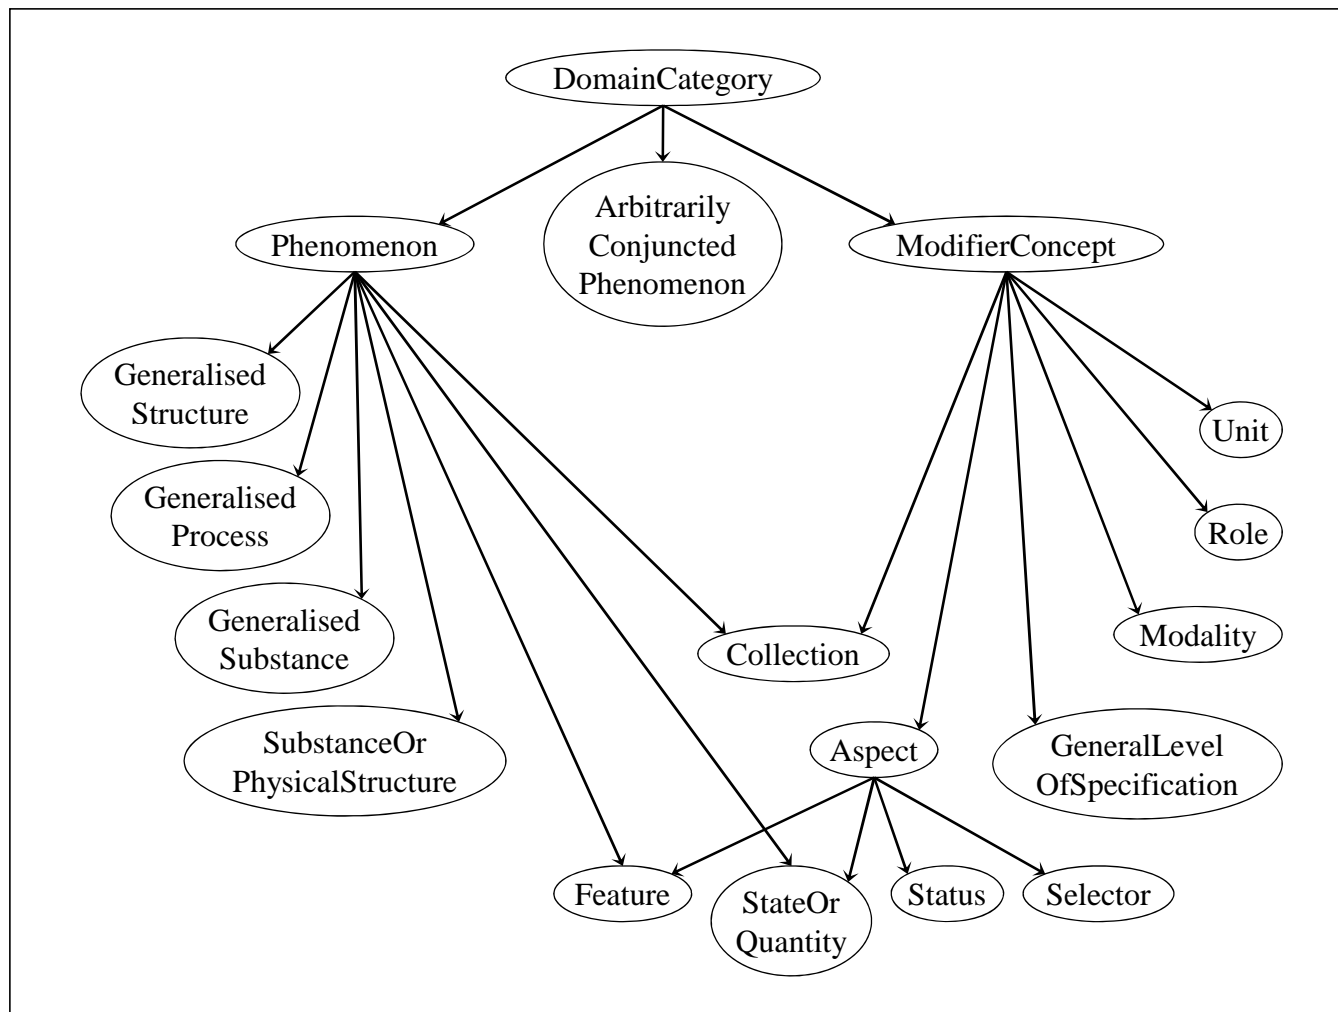 DomainCategory
Arbitrarily
Conjuncted
Phenomenon
Phenomenon
ModifierConcept
Generalised
Structure
Unit
Generalised
Process
Role
Generalised
Substance
Modality
Collection
SubstanceOr
PhysicalStructure
Aspect
GeneralLevel
OfSpecification
Feature
StateOr
Quantity
Status
Selector